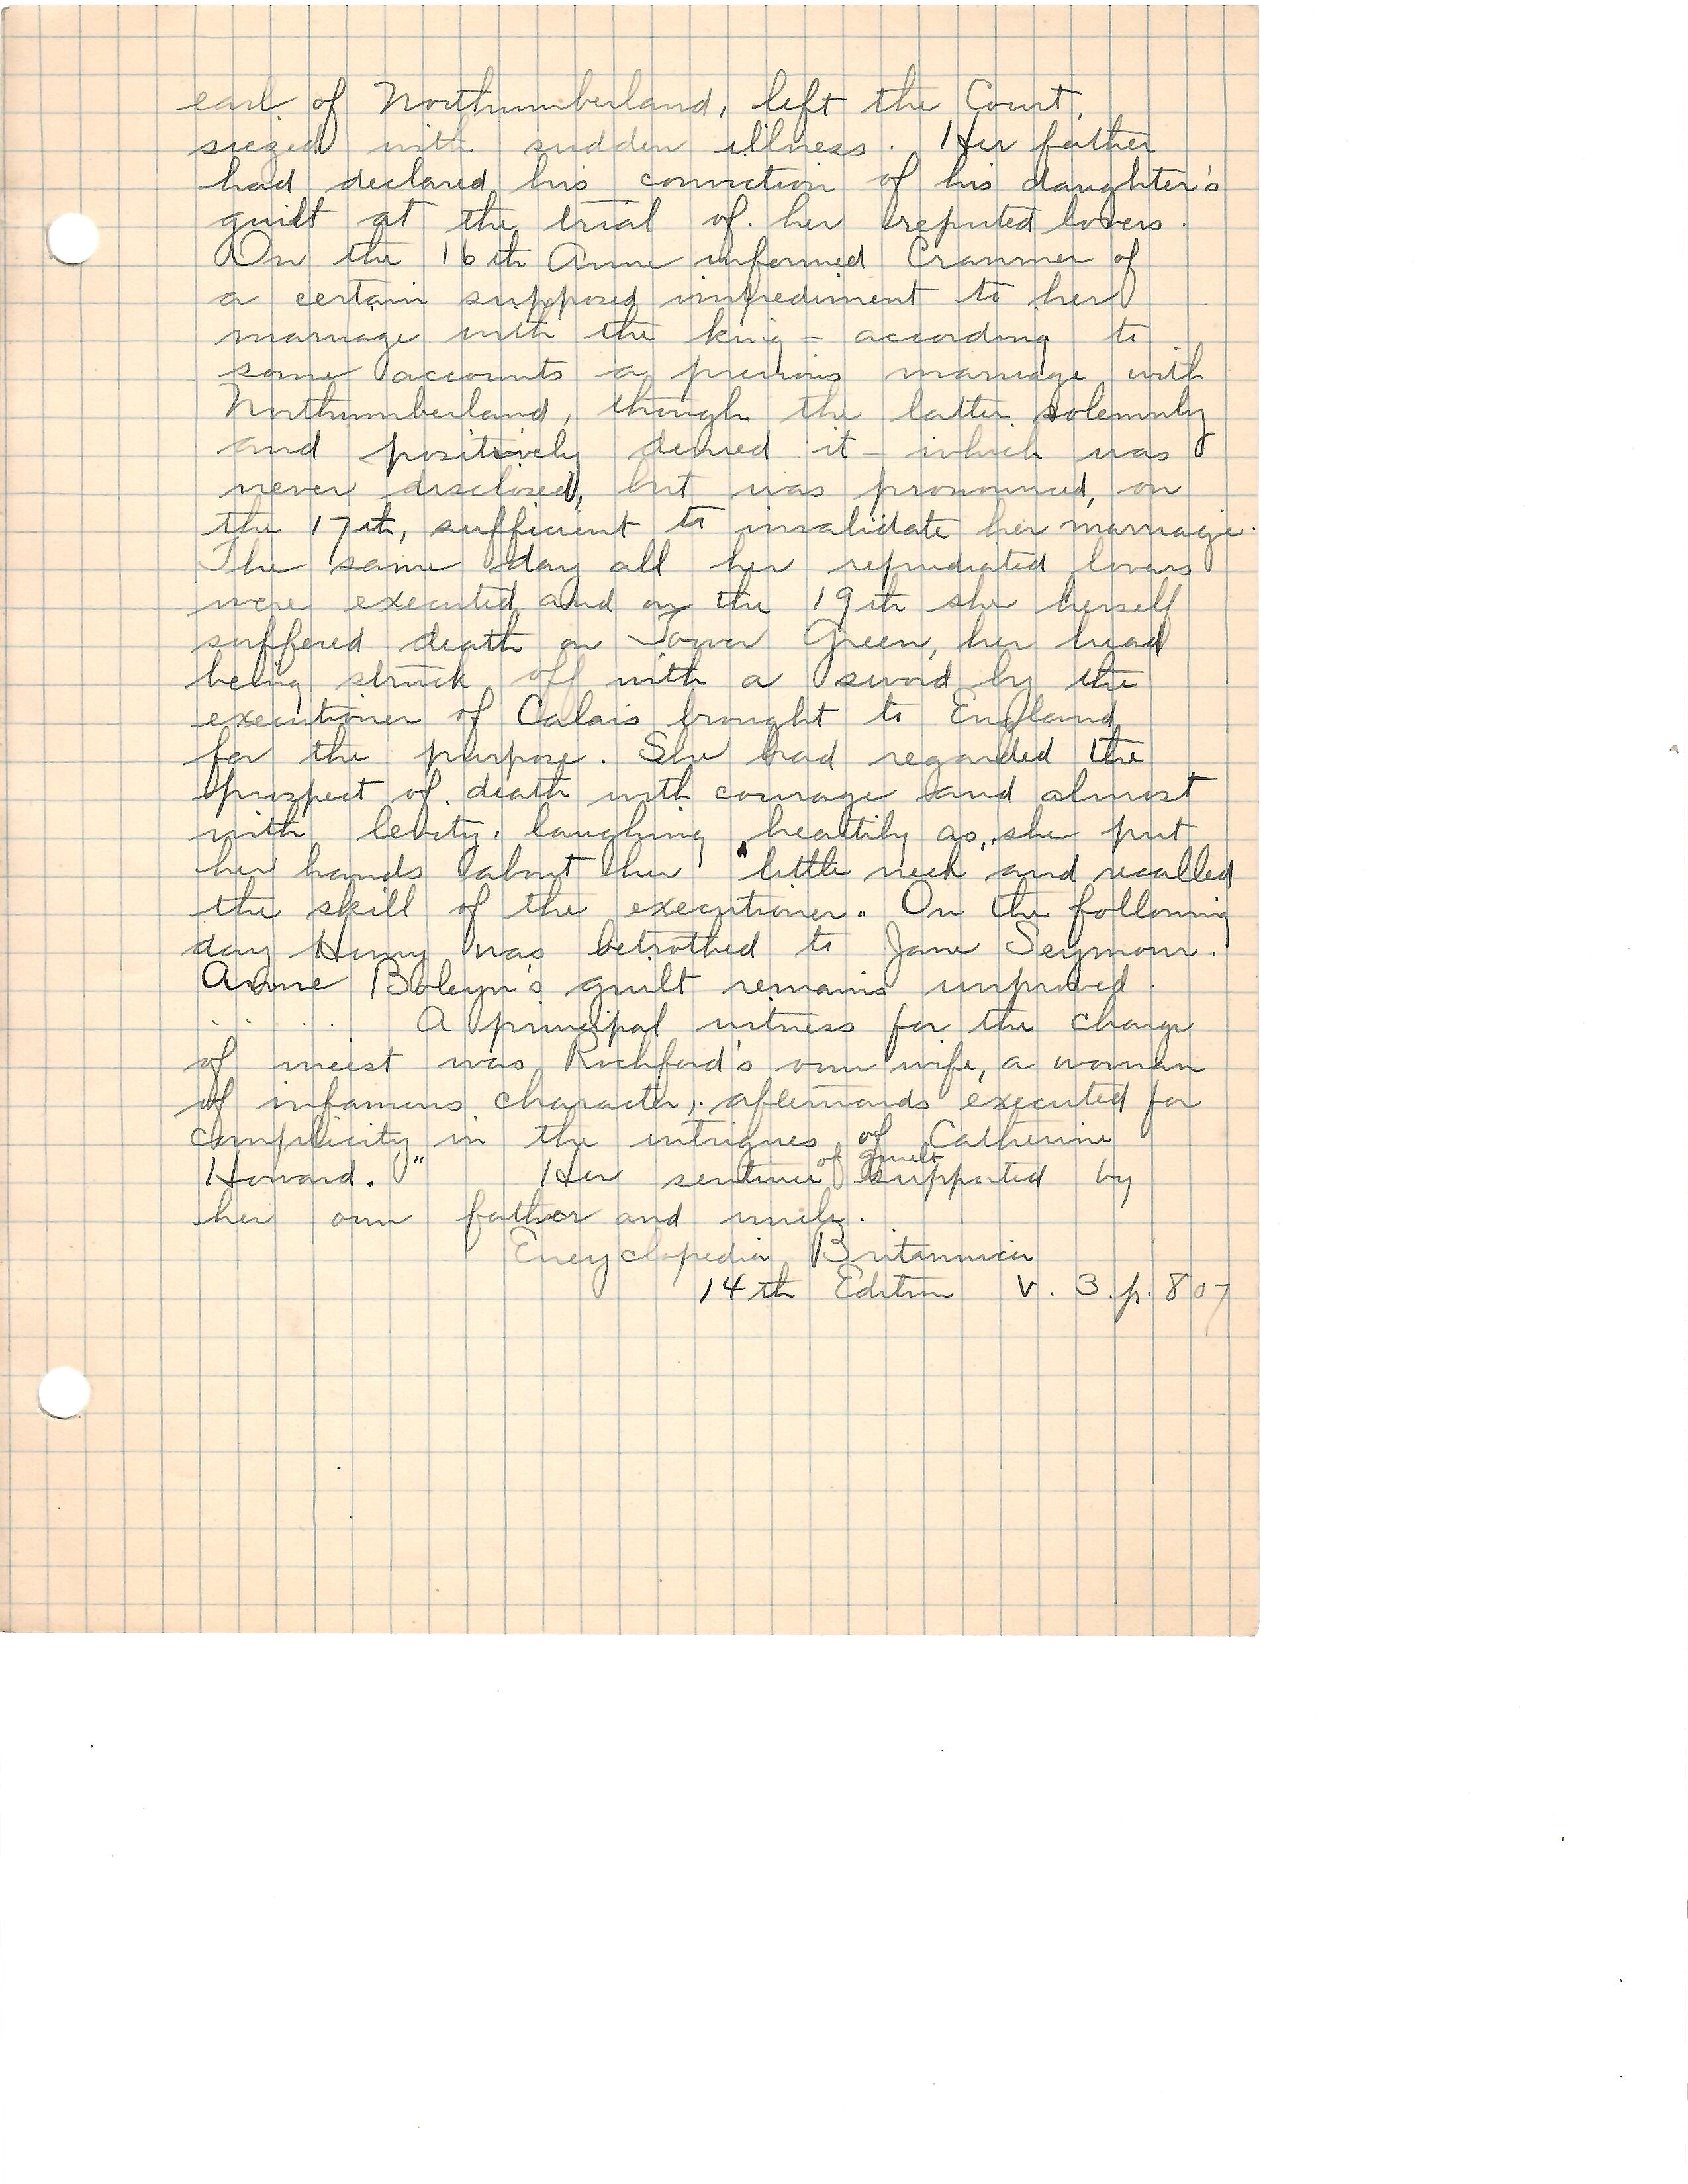 earl of Northumberland, left the Court,
siezed with sudden illness. Her father
had declared his conviction of his daughter's
guilt at the trial of her reputed lovers.
On the 16th Anne informed Cranmer of
a certain supposed impediment to her
marriage with the king - according to
some accounts a previous marriage with
Northumberland, though the latter solemnly
and positively denied it - which was
never disclosed, but was pronounced, on
the 17th, sufficient to invalidate her marriage.
The same day all her repudiated lovers
were executed and on the 19th she herself
suffered death on Tower Green, her head
being struck off with a sword by the
executioner of Calais brought to England
for the purpose. She had regarded the
prospect of death with courage and almost
with levity, laughing heartily as she put
her hands about her "little neck" and recalled
the skill of the executioner. On the following
day Henry was betrothed to Jane Seymour.
Anne Boleyn's guilt remains unproved.
. . . . A principal witness for the charge
of incest was Rochford's own wife, a woman
of infamous character, afterwards executed for
complicity in the intrigues of Catherine
Howard." Her sentence of guilt supported by
her own father and uncle.
Encyclopedia Britannica
14th Edition V. 3. p. 807